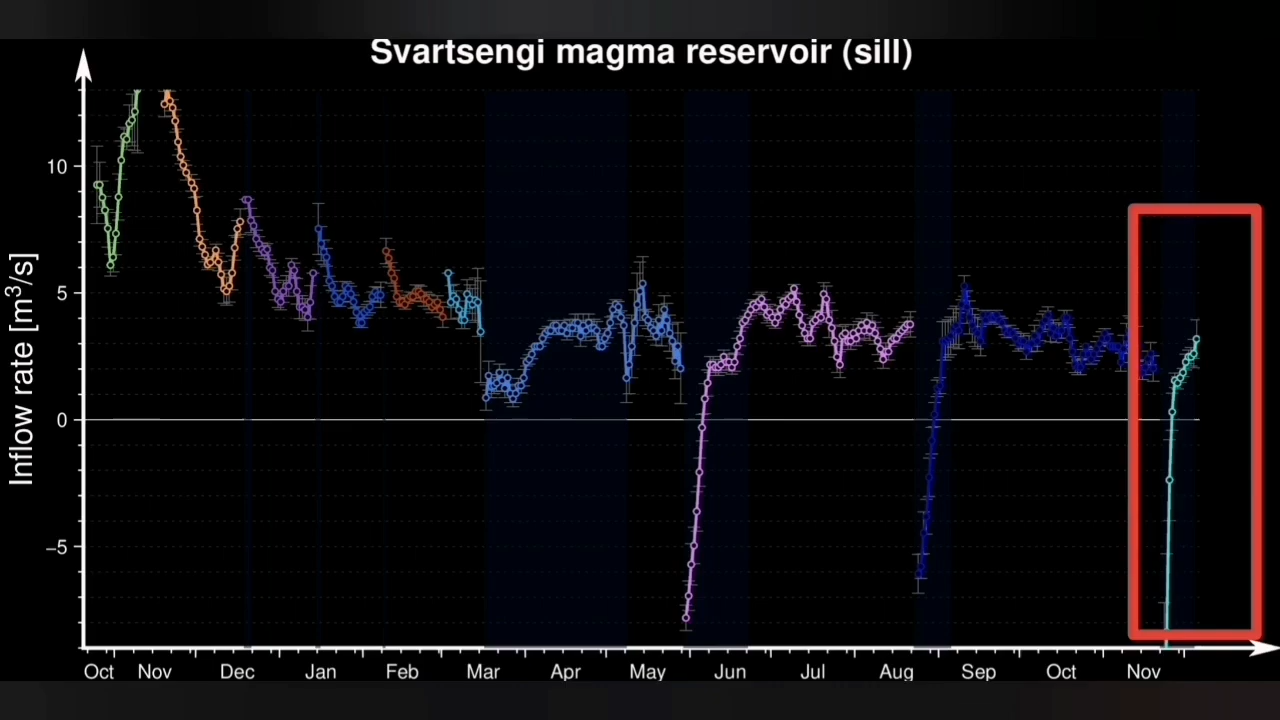 Svartsengi magma reservoir (sill)
10
5
0
−5
Inflow rate [m³/s]
Oct Nov Dec Jan Feb Mar Apr May Jun Jul Aug Sep Oct Nov